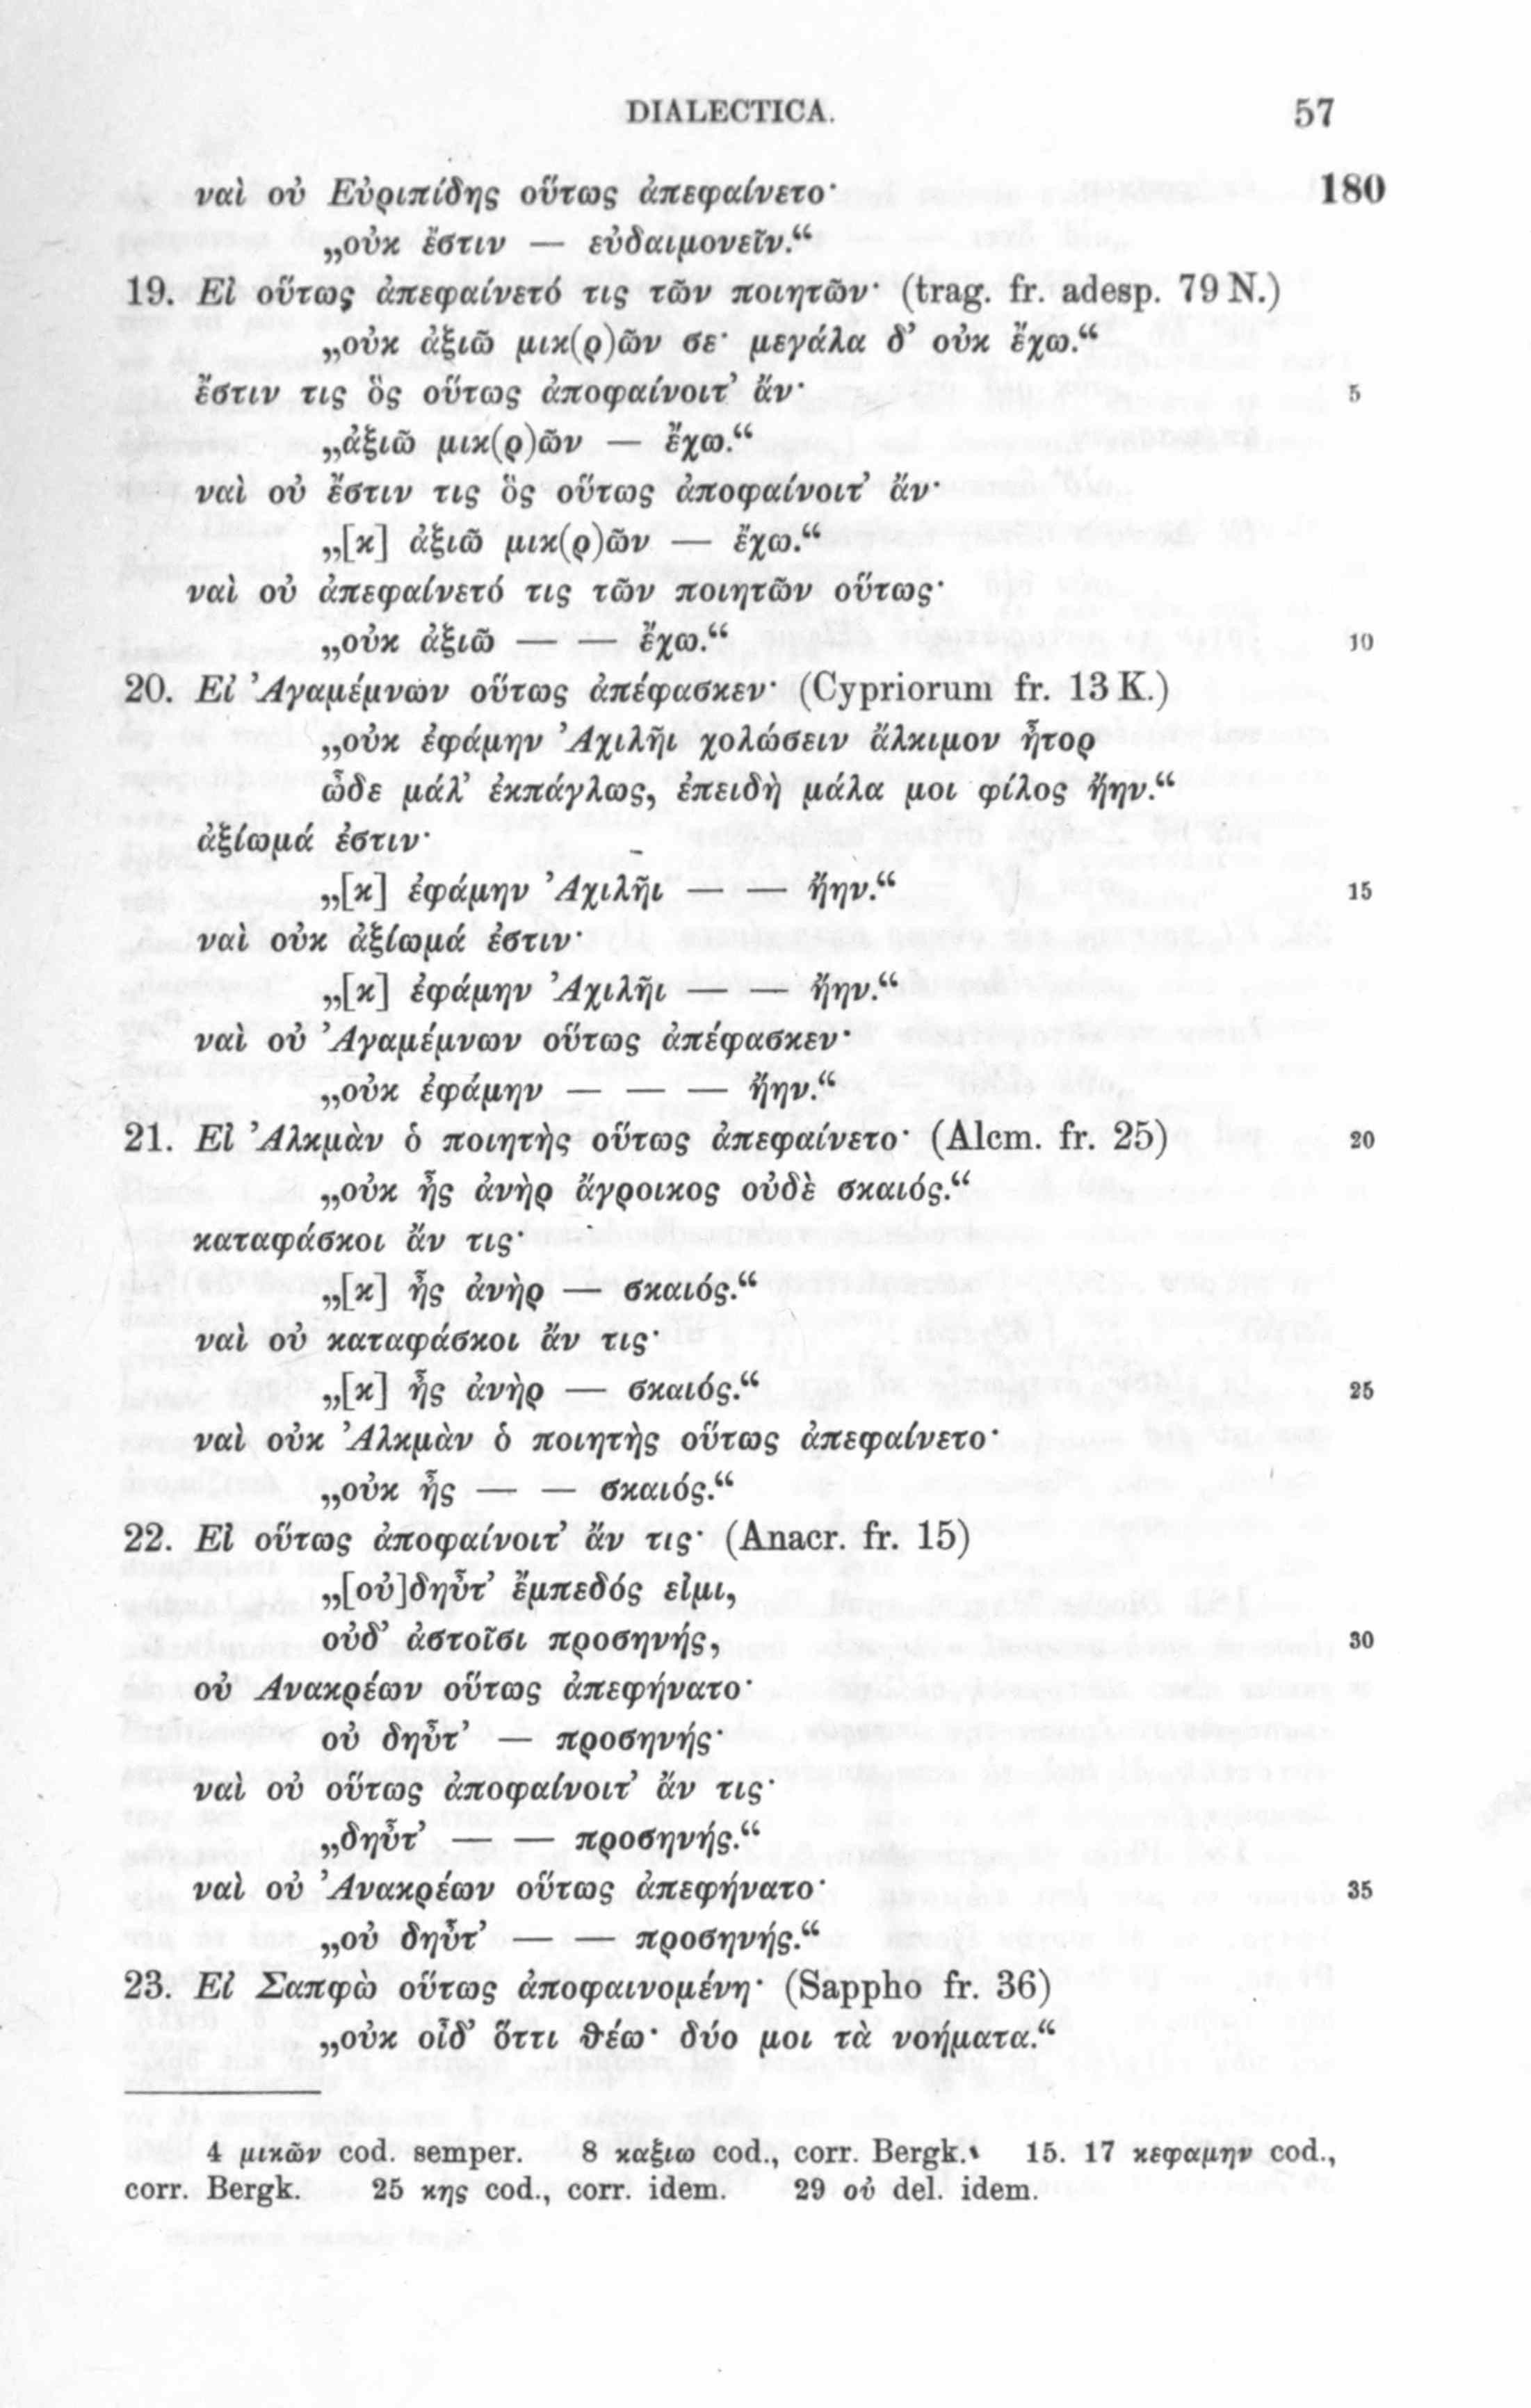 DIALECTICA. 57
ναὶ οὐ Εὐριπίδης οὕτως ἀπεφαίνετο· 180
„οὐκ ἔστιν — εὐδαιμονεῖν.“
19. Εἰ οὕτως ἀπεφαίνετό τις τῶν ποιητῶν· (trag. fr. adesp. 79 N.)
„οὐκ ἀξιῶ μικ(ρ)ῶν σε· μεγάλα δ’ οὐκ ἔχω.“
ἔστιν τις ὃς οὕτως ἀποφαίνοιτ’ ἄν· 5
„ἀξιῶ μικ(ρ)ῶν — ἔχω.“
ναὶ οὐ ἔστιν τις ὃς οὕτως ἀποφαίνοιτ’ ἄν·
„[κ] ἀξιῶ μικ(ρ)ῶν — ἔχω.“
ναὶ οὐ ἀπεφαίνετό τις τῶν ποιητῶν οὕτως·
„οὐκ ἀξιῶ — — ἔχω.“ 10
20. Εἰ Ἀγαμέμνων οὕτως ἀπέφασκεν· (Cypriorum fr. 13 K.)
„οὐκ ἐφάμην Ἀχιλῆι χολώσειν ἄλκιμον ἦτορ
ὧδε μάλ’ ἐκπάγλως, ἐπειδὴ μάλα μοι φίλος ἤην.“
ἀξίωμά ἐστιν·
„[κ] ἐφάμην Ἀχιλῆι — — ἤην.“ 15
ναὶ οὐκ ἀξίωμά ἐστιν·
„[κ] ἐφάμην Ἀχιλῆι — — ἤην.“
ναὶ οὐ Ἀγαμέμνων οὕτως ἀπέφασκεν·
„οὐκ ἐφάμην — — — ἤην.“
21. Εἰ Ἀλκμὰν ὁ ποιητὴς οὕτως ἀπεφαίνετο· (Alcm. fr. 25) 20
„οὐκ ἦς ἀνὴρ ἄγροικος οὐδὲ σκαιός.“
καταφάσκοι ἄν τις·
„[κ] ἦς ἀνὴρ — σκαιός.“
ναὶ οὐ καταφάσκοι ἄν τις·
„[κ] ἦς ἀνὴρ — σκαιός.“ 25
ναὶ οὐκ Ἀλκμὰν ὁ ποιητὴς οὕτως ἀπεφαίνετο·
„οὐκ ἦς — — σκαιός.“
22. Εἰ οὕτως ἀποφαίνοιτ’ ἄν τις· (Anacr. fr. 15)
„[οὐ]δηὖτ’ ἔμπεδός εἰμι,
οὐδ’ ἀστοῖσι προσηνής, 30
οὐ Ανακρέων οὕτως ἀπεφήνατο·
οὐ δηὖτ’ — προσηνής·
ναὶ οὐ οὕτως ἀποφαίνοιτ’ ἄν τις·
„δηὖτ’ — — προσηνής.“
ναὶ οὐ Ἀνακρέων οὕτως ἀπεφήνατο· 35
„οὐ δηὖτ’ — — προσηνής.“
23. Εἰ Σαπφὼ οὕτως ἀποφαινομένη· (Sappho fr. 36)
„οὐκ οἶδ’ ὅττι θέω· δύο μοι τὰ νοήματα.“
4 μικῶν cod. semper. 8 καξιω cod., corr. Bergk. 15. 17 κεφαμην cod.,
corr. Bergk. 25 κης cod., corr. idem. 29 οὐ del. idem.